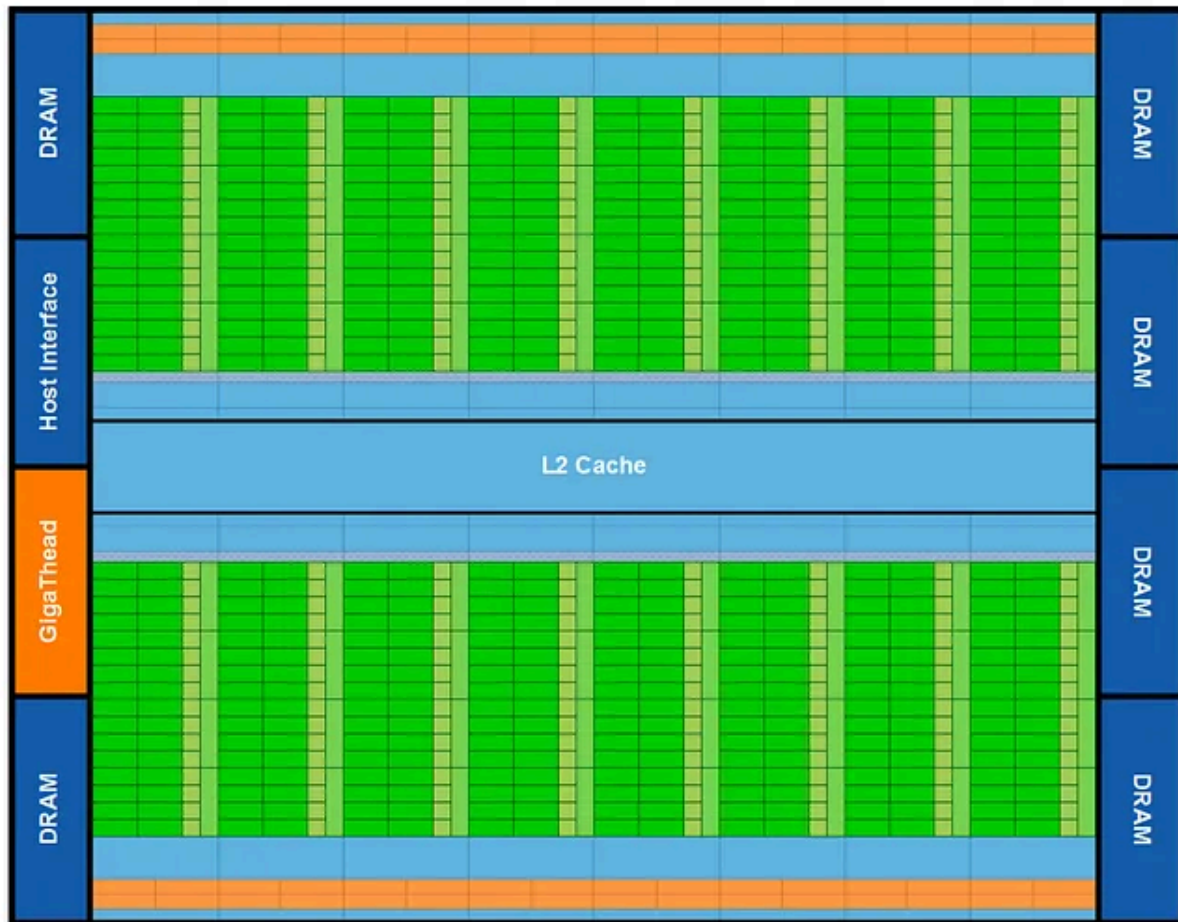 DRAM
Host Interface
GigaThead
DRAM
L2 Cache
DRAM
DRAM
DRAM
DRAM